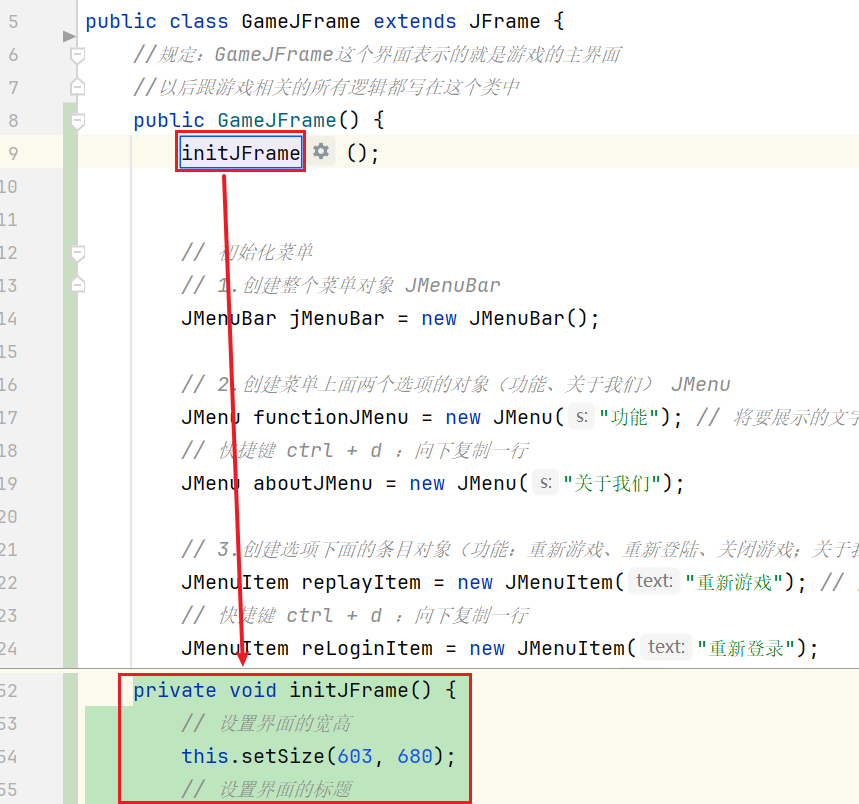 5 public class GameJFrame extends JFrame {
6 //规定：GameJFrame这个界面表示的就是游戏的主界面
7 //以后跟游戏相关的所有逻辑都写在这个类中
8 public GameJFrame() {
9 initJFrame ();
10
11
12 // 初始化菜单
13 // 1.创建整个菜单对象 JMenuBar
14 JMenuBar jMenuBar = new JMenuBar();
15
16 // 2.创建菜单上面两个选项的对象（功能、关于我们） JMenu
17 JMenu functionJMenu = new JMenu( s: "功能"); // 将要展示的文字
18 // 快捷键 ctrl + d ：向下复制一行
19 JMenu aboutJMenu = new JMenu( s: "关于我们");
20
21 // 3.创建选项下面的条目对象（功能：重新游戏、重新登陆、关闭游戏；关于我
22 JMenuItem replayItem = new JMenuItem( text: "重新游戏"); //
23 // 快捷键 ctrl + d ：向下复制一行
24 JMenuItem reLoginItem = new JMenuItem( text: "重新登录");
52 private void initJFrame() {
53 // 设置界面的宽高
54 this.setSize(603, 680);
55 // 设置界面的标题